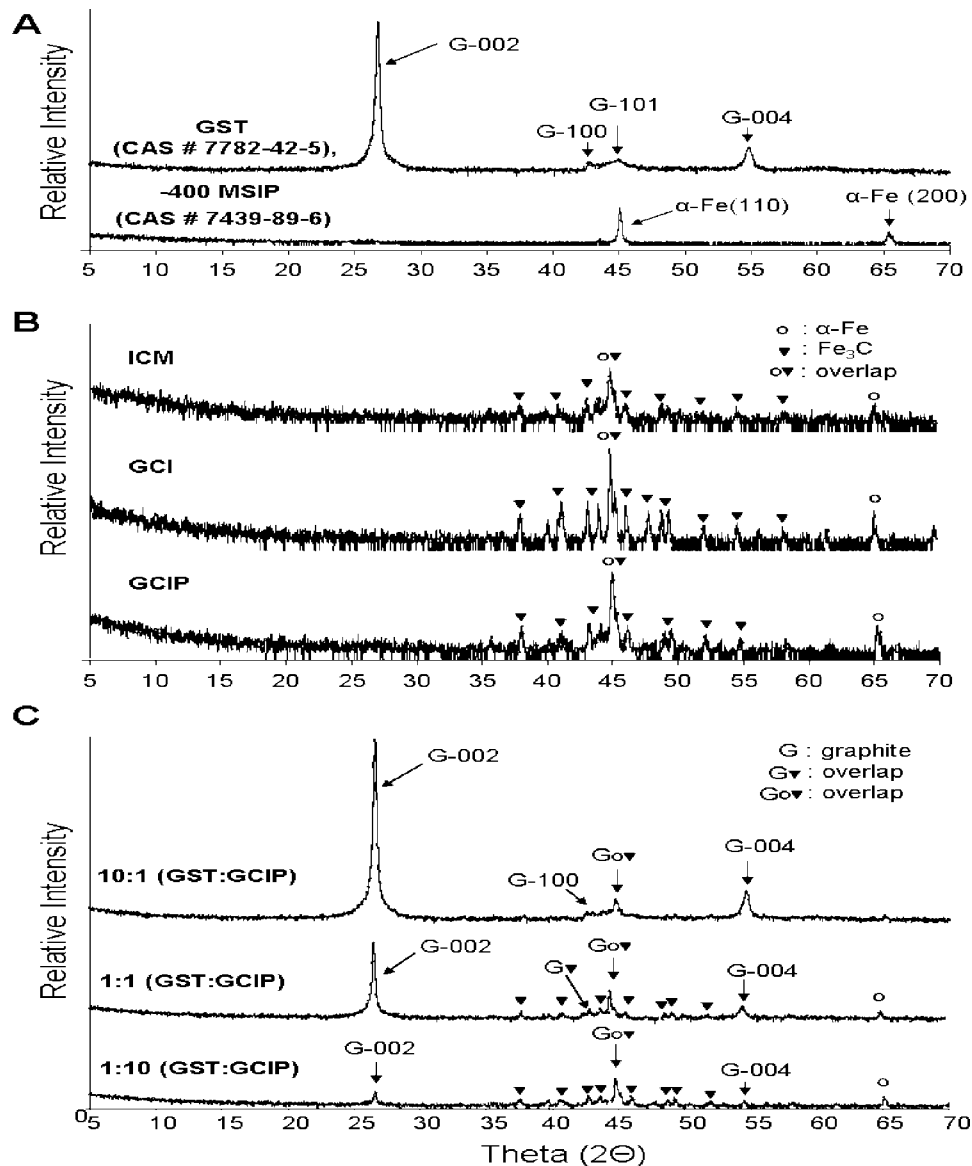 A
Relative Intensity
G-002
G-101
G-100
G-004
GST
(CAS # 7782-42-5),
-400 MSIP
(CAS # 7439-89-6)
α-Fe(110)
α-Fe (200)
5 10 15 20 25 30 35 40 45 50 55 60 65 70
B
Relative Intensity
o : α-Fe
▼ : Fe₃C
o▼ : overlap
ICM
o▼
o
GCI
o▼
o
GCIP
o▼
o
5 10 15 20 25 30 35 40 45 50 55 60 65 70
C
Relative Intensity
G : graphite
G▼ : overlap
Go▼ : overlap
G-002
10:1 (GST:GCIP)
G-100
Go▼
G-004
G-002
1:1 (GST:GCIP)
G▼
Go▼
G-004
o
G-002
1:10 (GST:GCIP)
Go▼
G-004
o
0 5 10 15 20 25 30 35 40 45 50 55 60 65 70
Theta (2Θ)